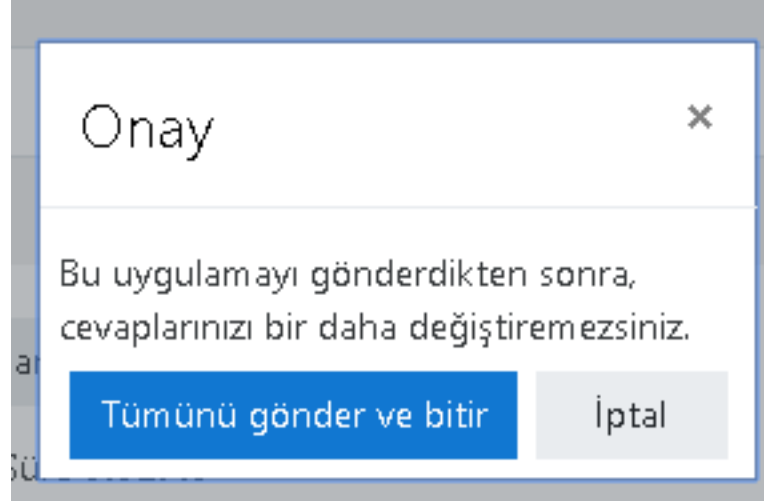 Onay ×
Bu uygulamayı gönderdikten sonra,
cevaplarınızı bir daha değiştiremezsiniz.
Tümünü gönder ve bitir İptal